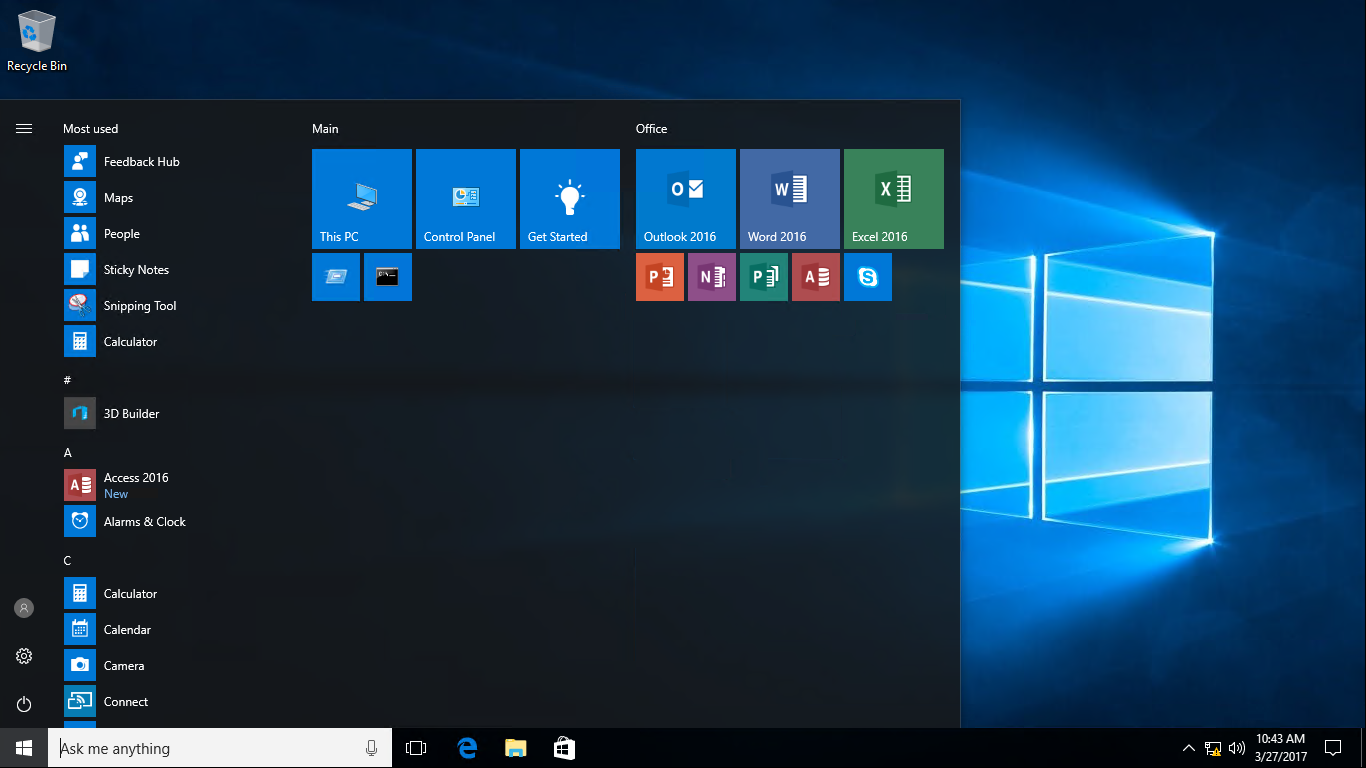 Recycle Bin
Most used
Feedback Hub
Maps
People
Sticky Notes
Snipping Tool
Calculator
#
3D Builder
A
Access 2016
New
Alarms & Clock
C
Calculator
Calendar
Camera
Connect
Main
This PC
Control Panel
Get Started
Office
Outlook 2016
Word 2016
Excel 2016
Ask me anything
10:43 AM
3/27/2017